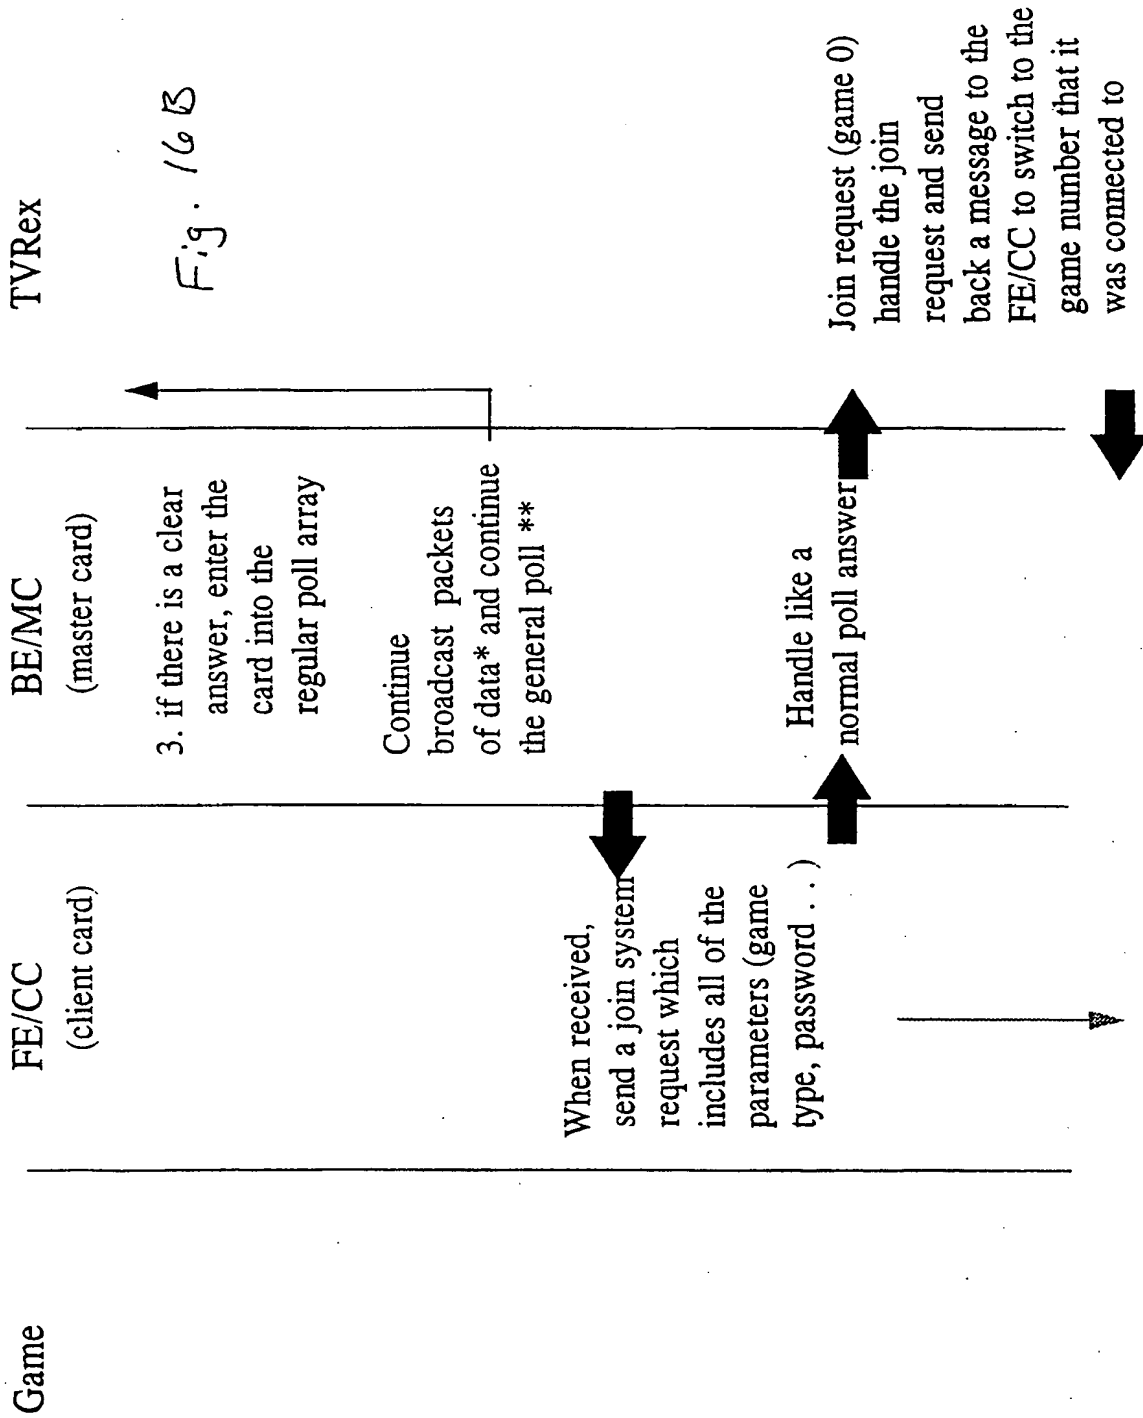 Game
FE/CC
(client card)
BE/MC
(master card)
TVRex
Fig. 16B
3. if there is a clear
answer, enter the
card into the
regular poll array
Continue
broadcast packets
of data* and continue
the general poll **
When received,
send a join system
request which
includes all of the
parameters (game
type, password . . )
Handle like a
normal poll answer
Join request (game 0)
handle the join
request and send
back a message to the
FE/CC to switch to the
game number that it
was connected to